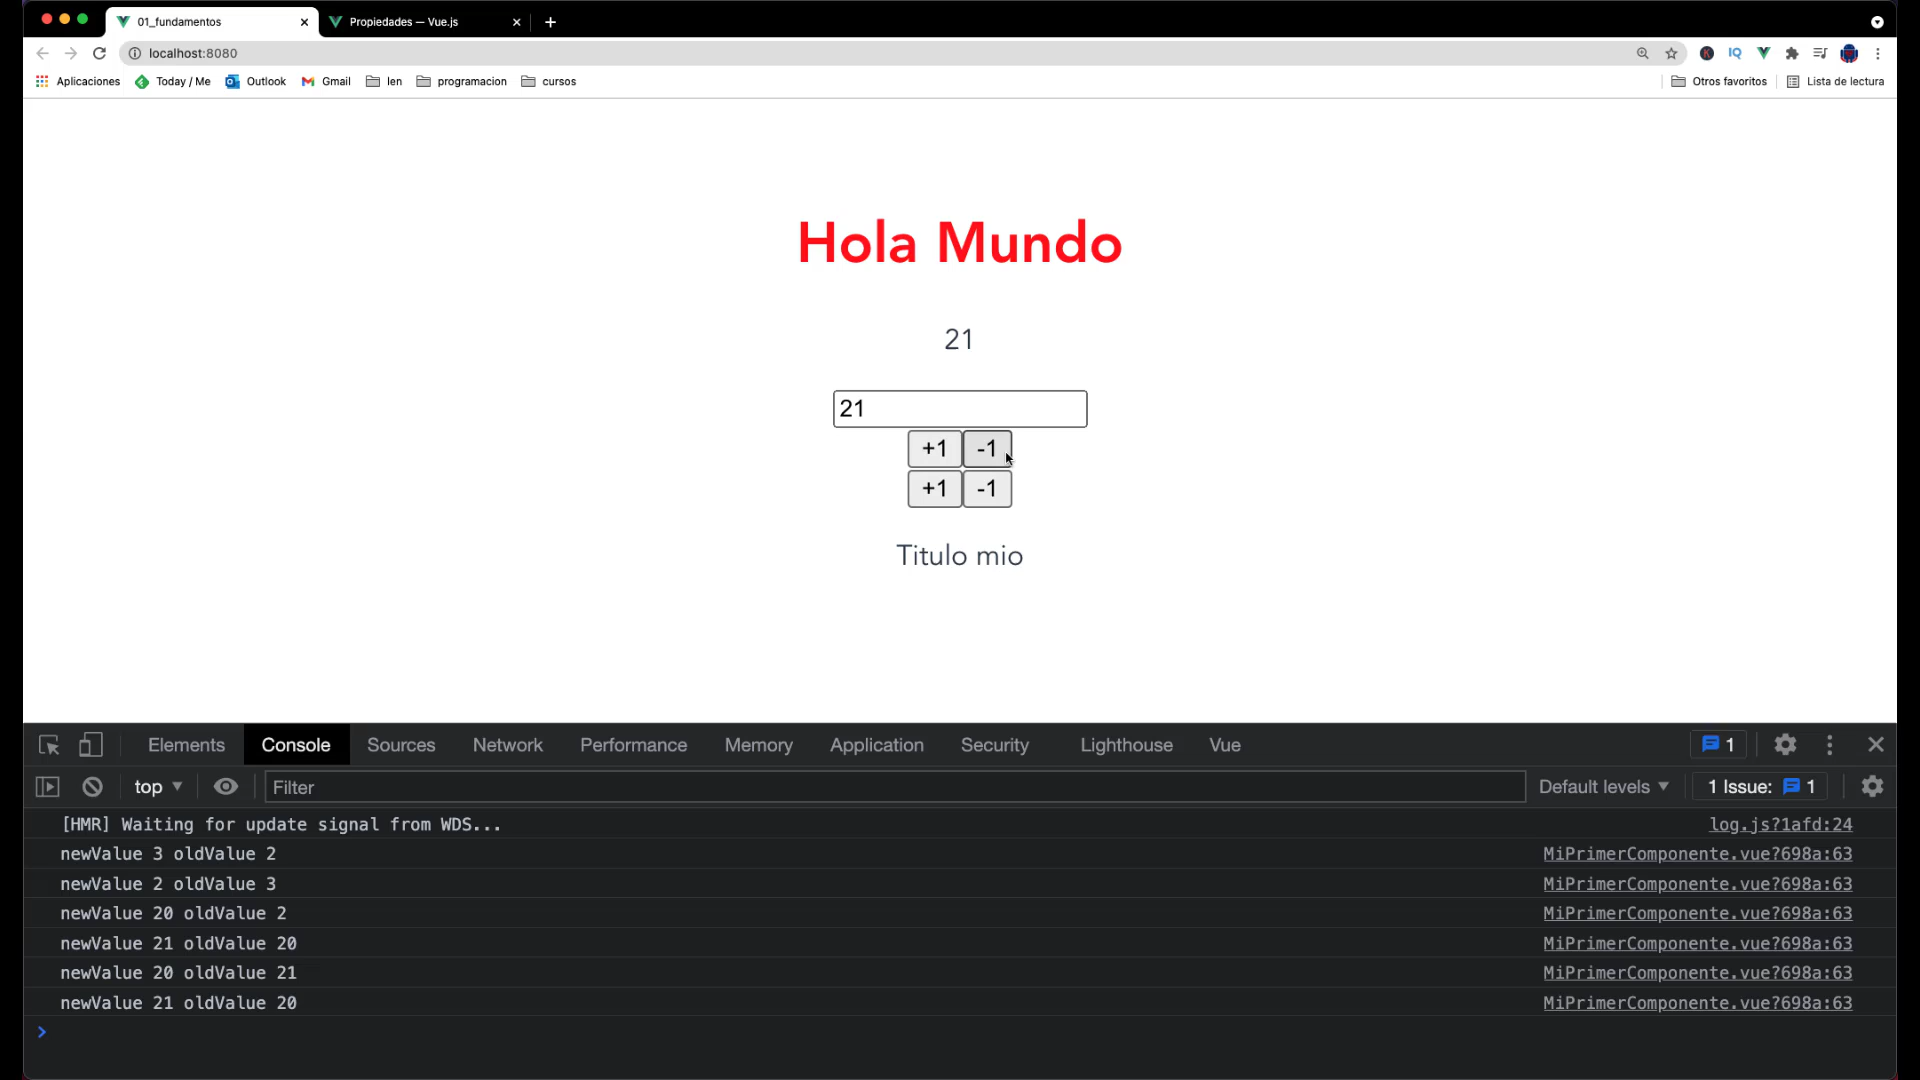 01_fundamentos
Propiedades — Vue.js
localhost:8080
Aplicaciones Today / Me Outlook Gmail len programacion cursos Otros favoritos Lista de lectura
Hola Mundo
21
21
+1 -1
+1 -1
Titulo mio
Elements Console Sources Network Performance Memory Application Security Lighthouse Vue 1
top Filter Default levels 1 Issue: 1
[HMR] Waiting for update signal from WDS... log.js?1afd:24
newValue 3 oldValue 2 MiPrimerComponente.vue?698a:63
newValue 2 oldValue 3 MiPrimerComponente.vue?698a:63
newValue 20 oldValue 2 MiPrimerComponente.vue?698a:63
newValue 21 oldValue 20 MiPrimerComponente.vue?698a:63
newValue 20 oldValue 21 MiPrimerComponente.vue?698a:63
newValue 21 oldValue 20 MiPrimerComponente.vue?698a:63